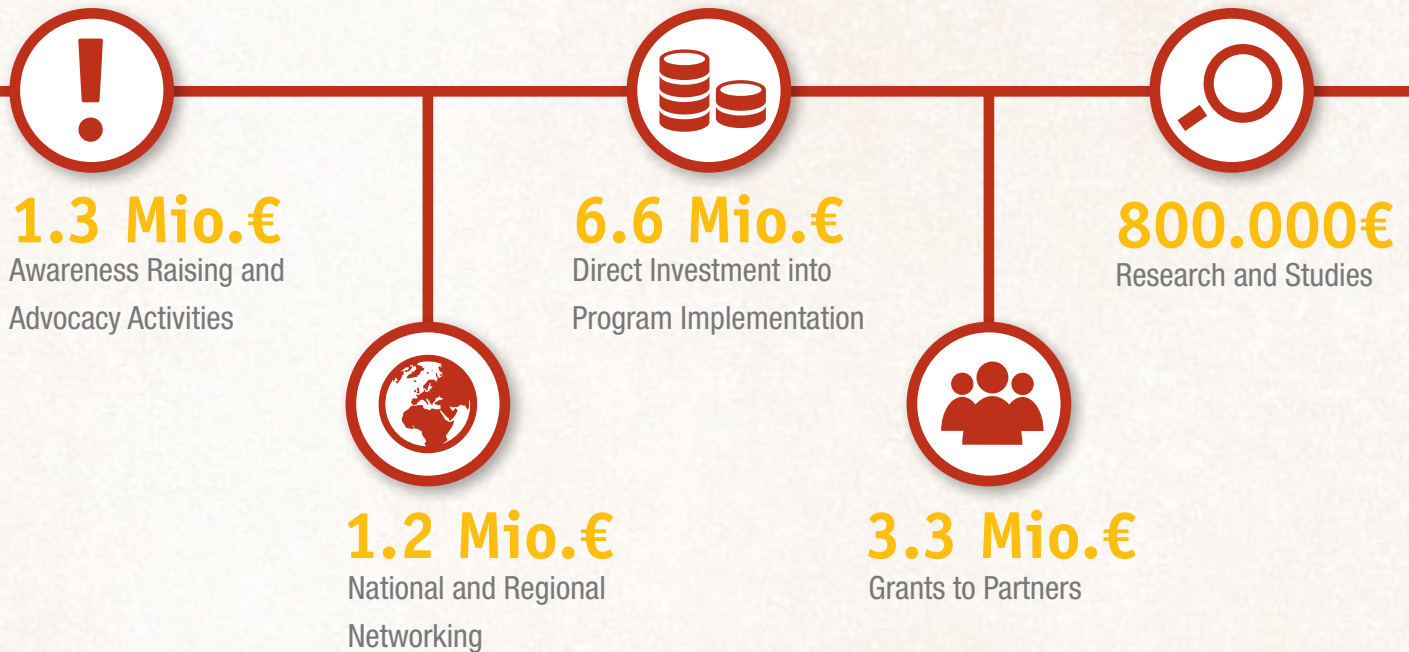 1.3 Mio.€
Awareness Raising and
Advocacy Activities
1.2 Mio.€
National and Regional
Networking
6.6 Mio.€
Direct Investment into
Program Implementation
3.3 Mio.€
Grants to Partners
800.000€
Research and Studies